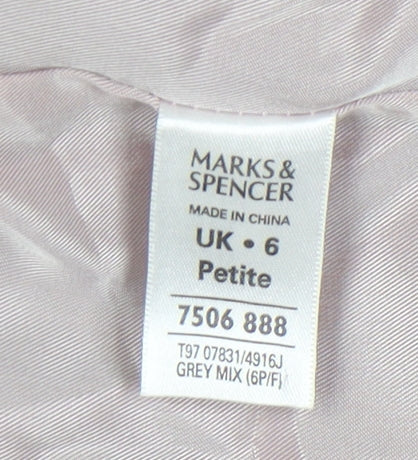 MARKS &
SPENCER
MADE IN CHINA
UK • 6
Petite
7506 888
T97 07831/4916J
GREY MIX (6P/F)